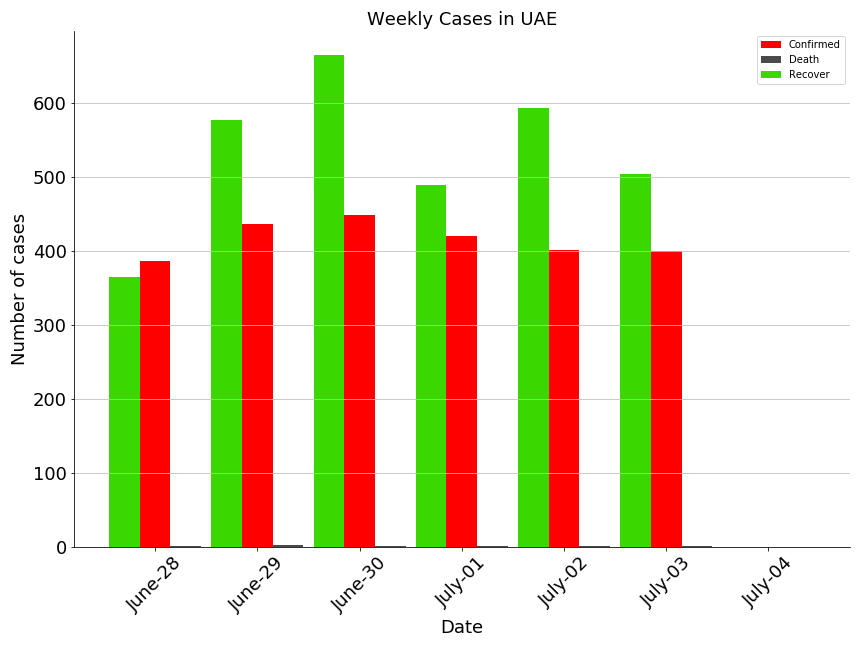 Weekly Cases in UAE
Confirmed
Death
Recover
Number of cases
600
500
400
300
200
100
0
June-28
June-29
June-30
July-01
July-02
July-03
July-04
Date